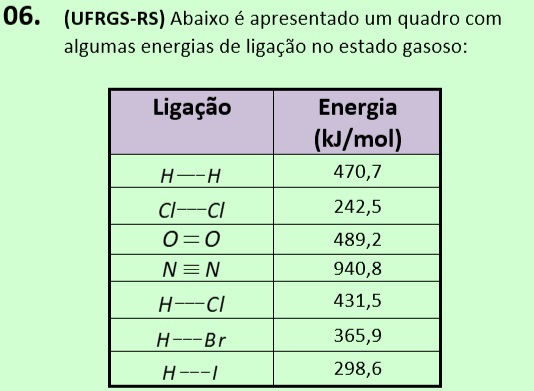 06. (UFRGS-RS) Abaixo é apresentado um quadro com
algumas energias de ligação no estado gasoso:
Ligação Energia
(kJ/mol)
H—–H 470,7
Cl–––Cl 242,5
O=O 489,2
N≡N 940,8
H–––Cl 431,5
H–––Br 365,9
H–––I 298,6